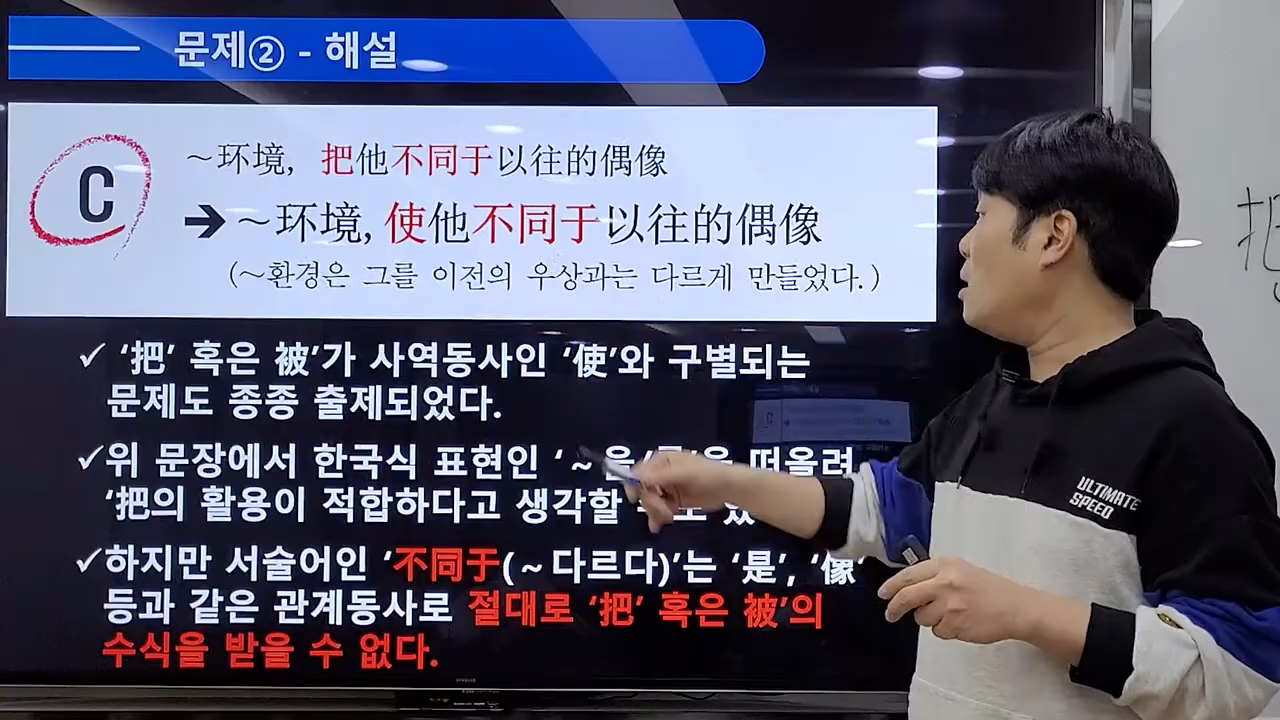 문제② - 해설
C
~环境, 把他不同于以往的偶像
➔ ~环境, 使他不同于以往的偶像
(~환경은 그를 이전의 우상과는 다르게 만들었다.)
✓ ‘把’ 혹은 被’가 사역동사인 ‘使’와 구별되는
문제도 종종 출제되었다.
✓위 문장에서 한국식 표현인 ‘~을 떠올려
‘把의 활용이 적합하다고 생각할 있
✓하지만 서술어인 ‘不同于(~다르다)’는 ‘是’, ‘像‘
등과 같은 관계동사로 절대로 ‘把’ 혹은 被’의
수식을 받을 수 없다.
ULTIMATE
SPEED
把